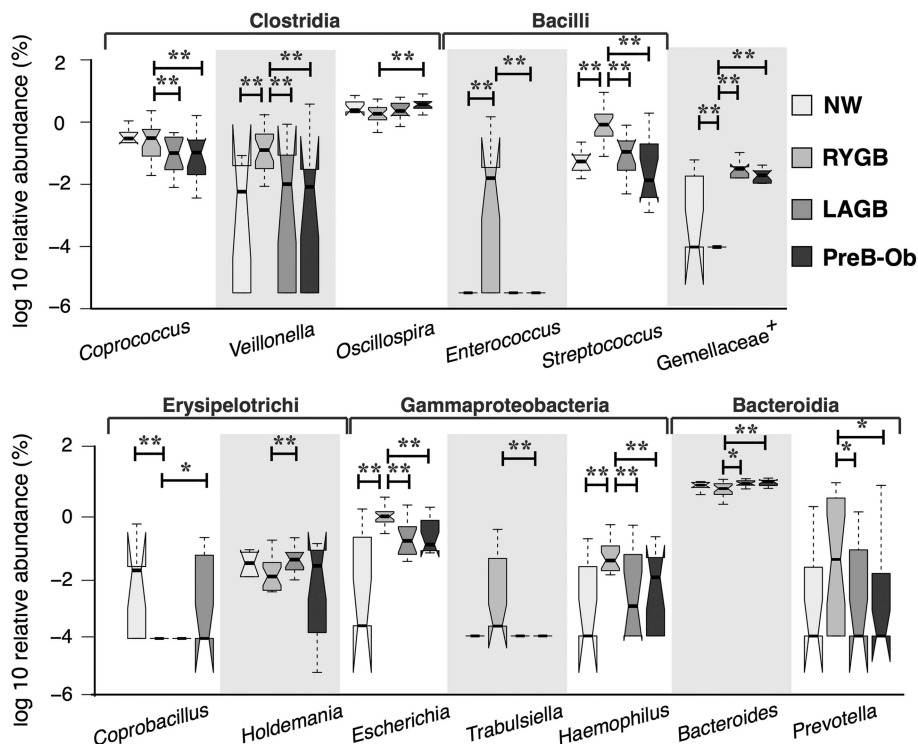 Clostridia Bacilli
** ** ** ** ** ** ** ** ** ** ** ** ** **
log 10 relative abundance (%)
2
0
−2
−4
−6
Coprococcus Veillonella Oscillospira Enterococcus Streptococcus Gemellaceae+
NW
RYGB
LAGB
PreB-Ob
Erysipelotrichi Gammaproteobacteria Bacteroidia
** * ** ** ** ** ** ** ** ** ** * * *
log 10 relative abundance (%)
2
0
−2
−4
−6
Coprobacillus Holdemania Escherichia Trabulsiella Haemophilus Bacteroides Prevotella